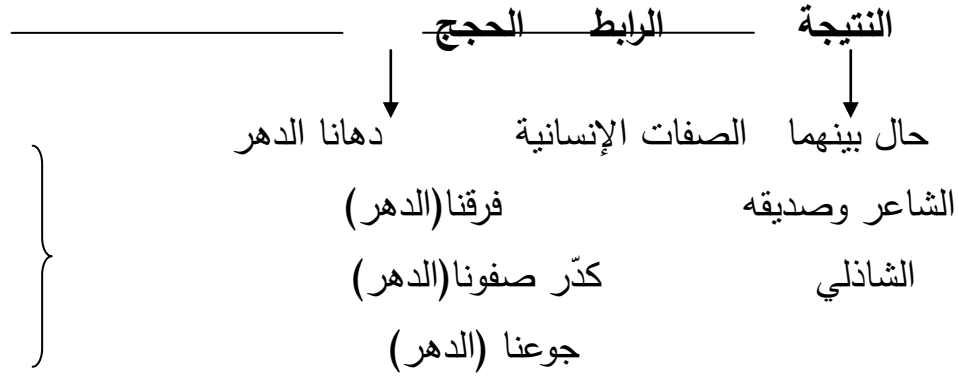 النتيجة الرابط الحجج
حال بينهما الصفات الإنسانية دهانا الدهر
الشاعر وصديقه فرقنا(الدهر)
الشاذلي كدّر صفونا(الدهر)
جوعنا (الدهر)